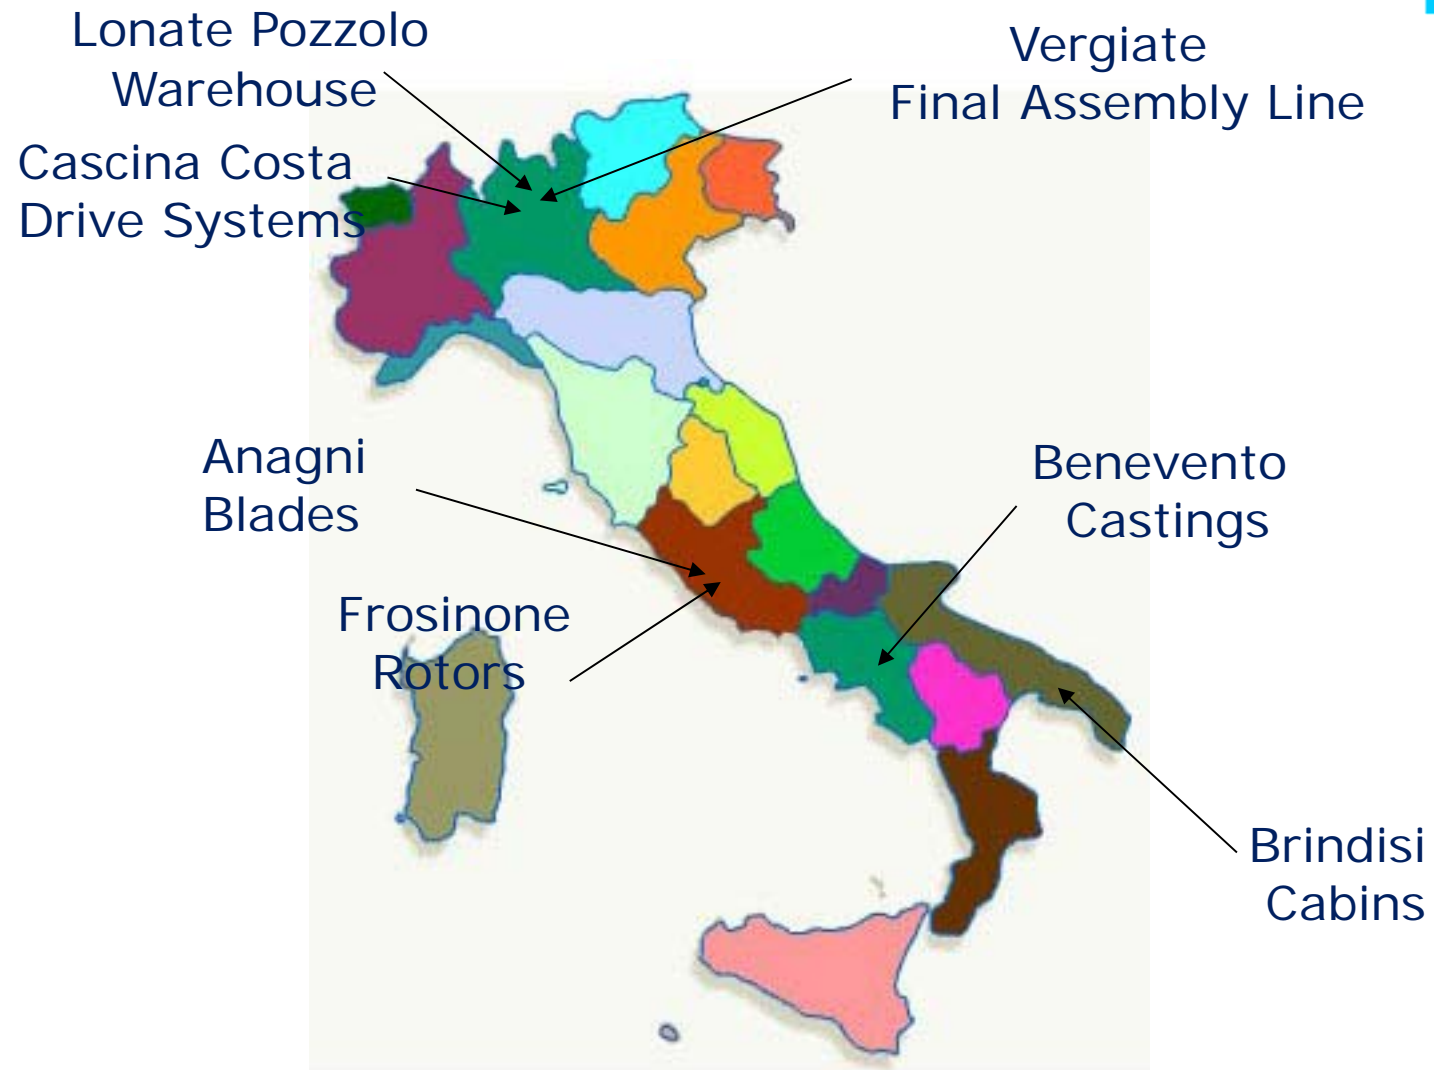 Lonate Pozzolo
Warehouse
Vergiate
Final Assembly Line
Cascina Costa
Drive Systems
Anagni
Blades
Benevento
Castings
Frosinone
Rotors
Brindisi
Cabins